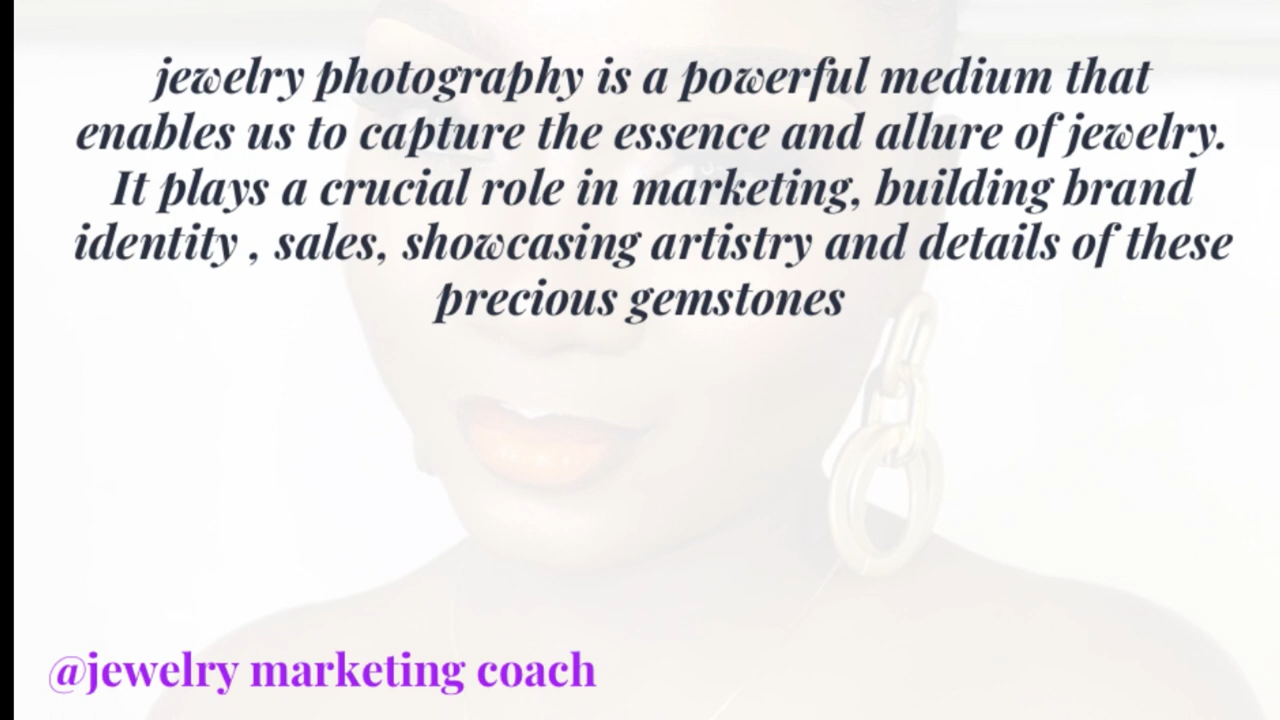 jewelry photography is a powerful medium that
enables us to capture the essence and allure of jewelry.
It plays a crucial role in marketing, building brand
identity , sales, showcasing artistry and details of these
precious gemstones
@jewelry marketing coach